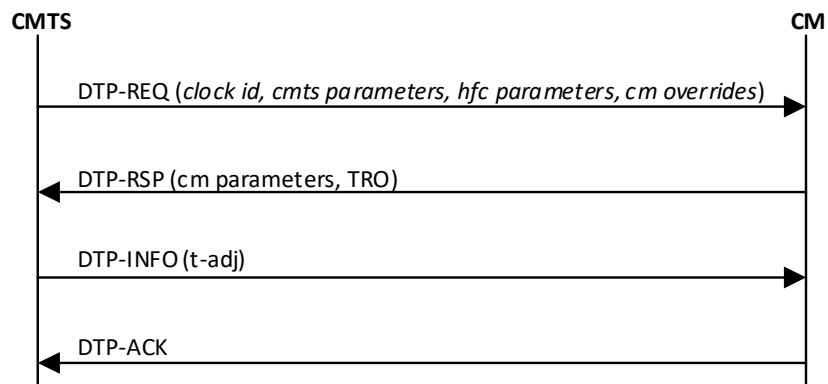 CMTS CM
DTP-REQ (clock id, cmts parameters, hfc parameters, cm overrides)
DTP-RSP (cm parameters, TRO)
DTP-INFO (t-adj)
DTP-ACK